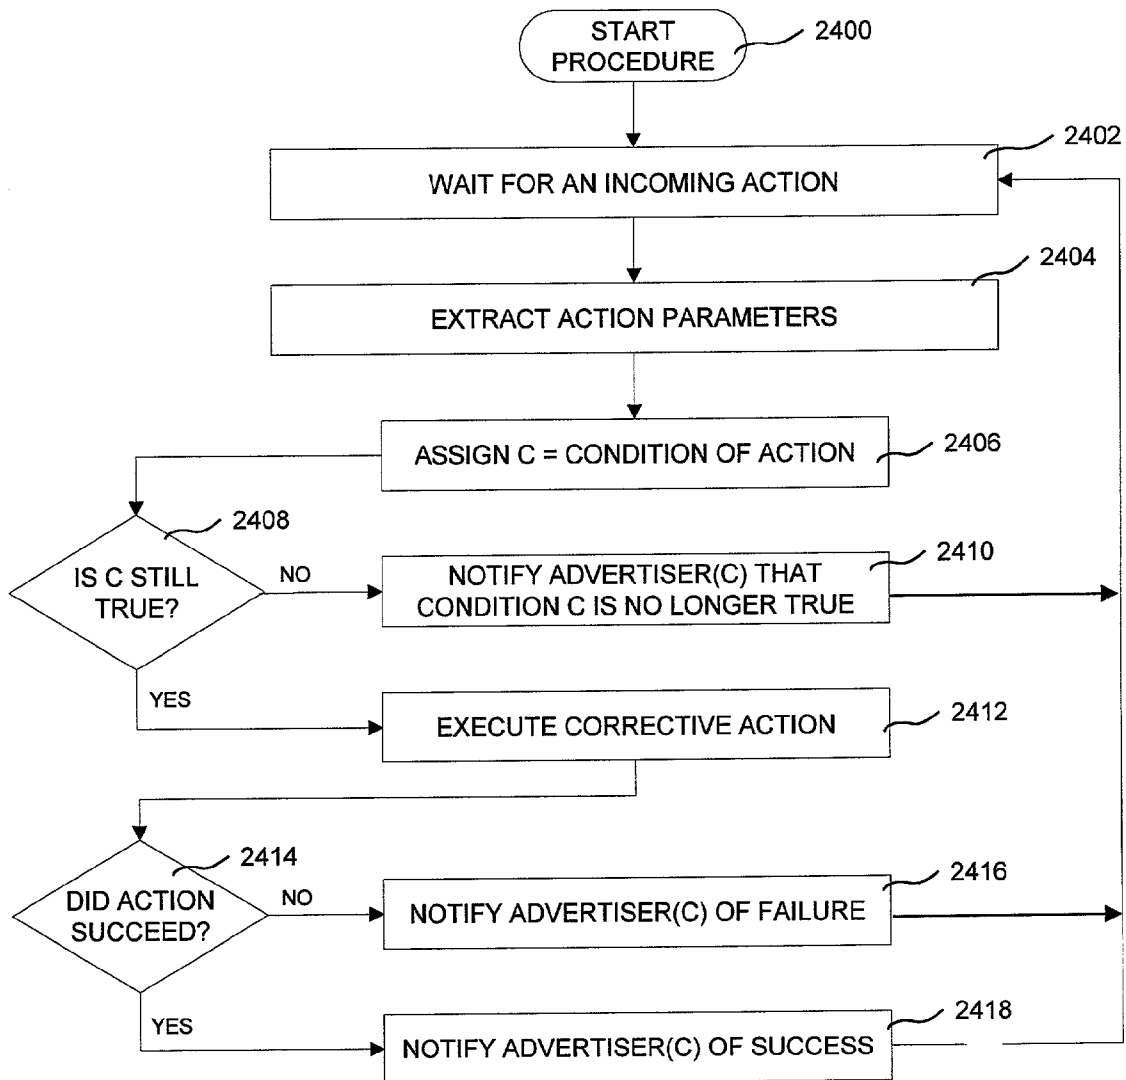 START
PROCEDURE
2400
2402
WAIT FOR AN INCOMING ACTION
2404
EXTRACT ACTION PARAMETERS
ASSIGN C = CONDITION OF ACTION
2406
2408
IS C STILL
TRUE?
NO
NOTIFY ADVERTISER(C) THAT
CONDITION C IS NO LONGER TRUE
2410
YES
EXECUTE CORRECTIVE ACTION
2412
2414
DID ACTION
SUCCEED?
NO
NOTIFY ADVERTISER(C) OF FAILURE
2416
YES
NOTIFY ADVERTISER(C) OF SUCCESS
2418